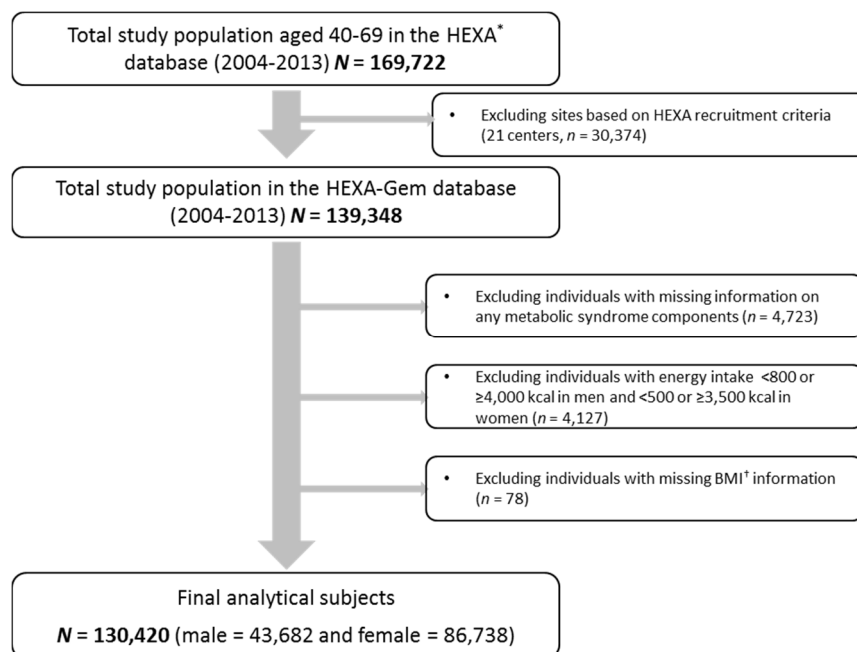 Total study population aged 40-69 in the HEXA*
database (2004-2013) N = 169,722
• Excluding sites based on HEXA recruitment criteria
(21 centers, n = 30,374)
Total study population in the HEXA-Gem database
(2004-2013) N = 139,348
• Excluding individuals with missing information on
any metabolic syndrome components (n = 4,723)
• Excluding individuals with energy intake <800 or
≥4,000 kcal in men and <500 or ≥3,500 kcal in
women (n = 4,127)
• Excluding individuals with missing BMI† information
(n = 78)
Final analytical subjects
N = 130,420 (male = 43,682 and female = 86,738)